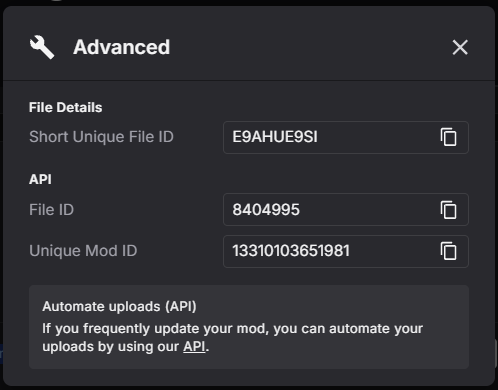 Advanced
File Details
Short Unique File ID E9AHUE9SI
API
File ID 8404995
Unique Mod ID 13310103651981
Automate uploads (API)
If you frequently update your mod, you can automate your
uploads by using our API.